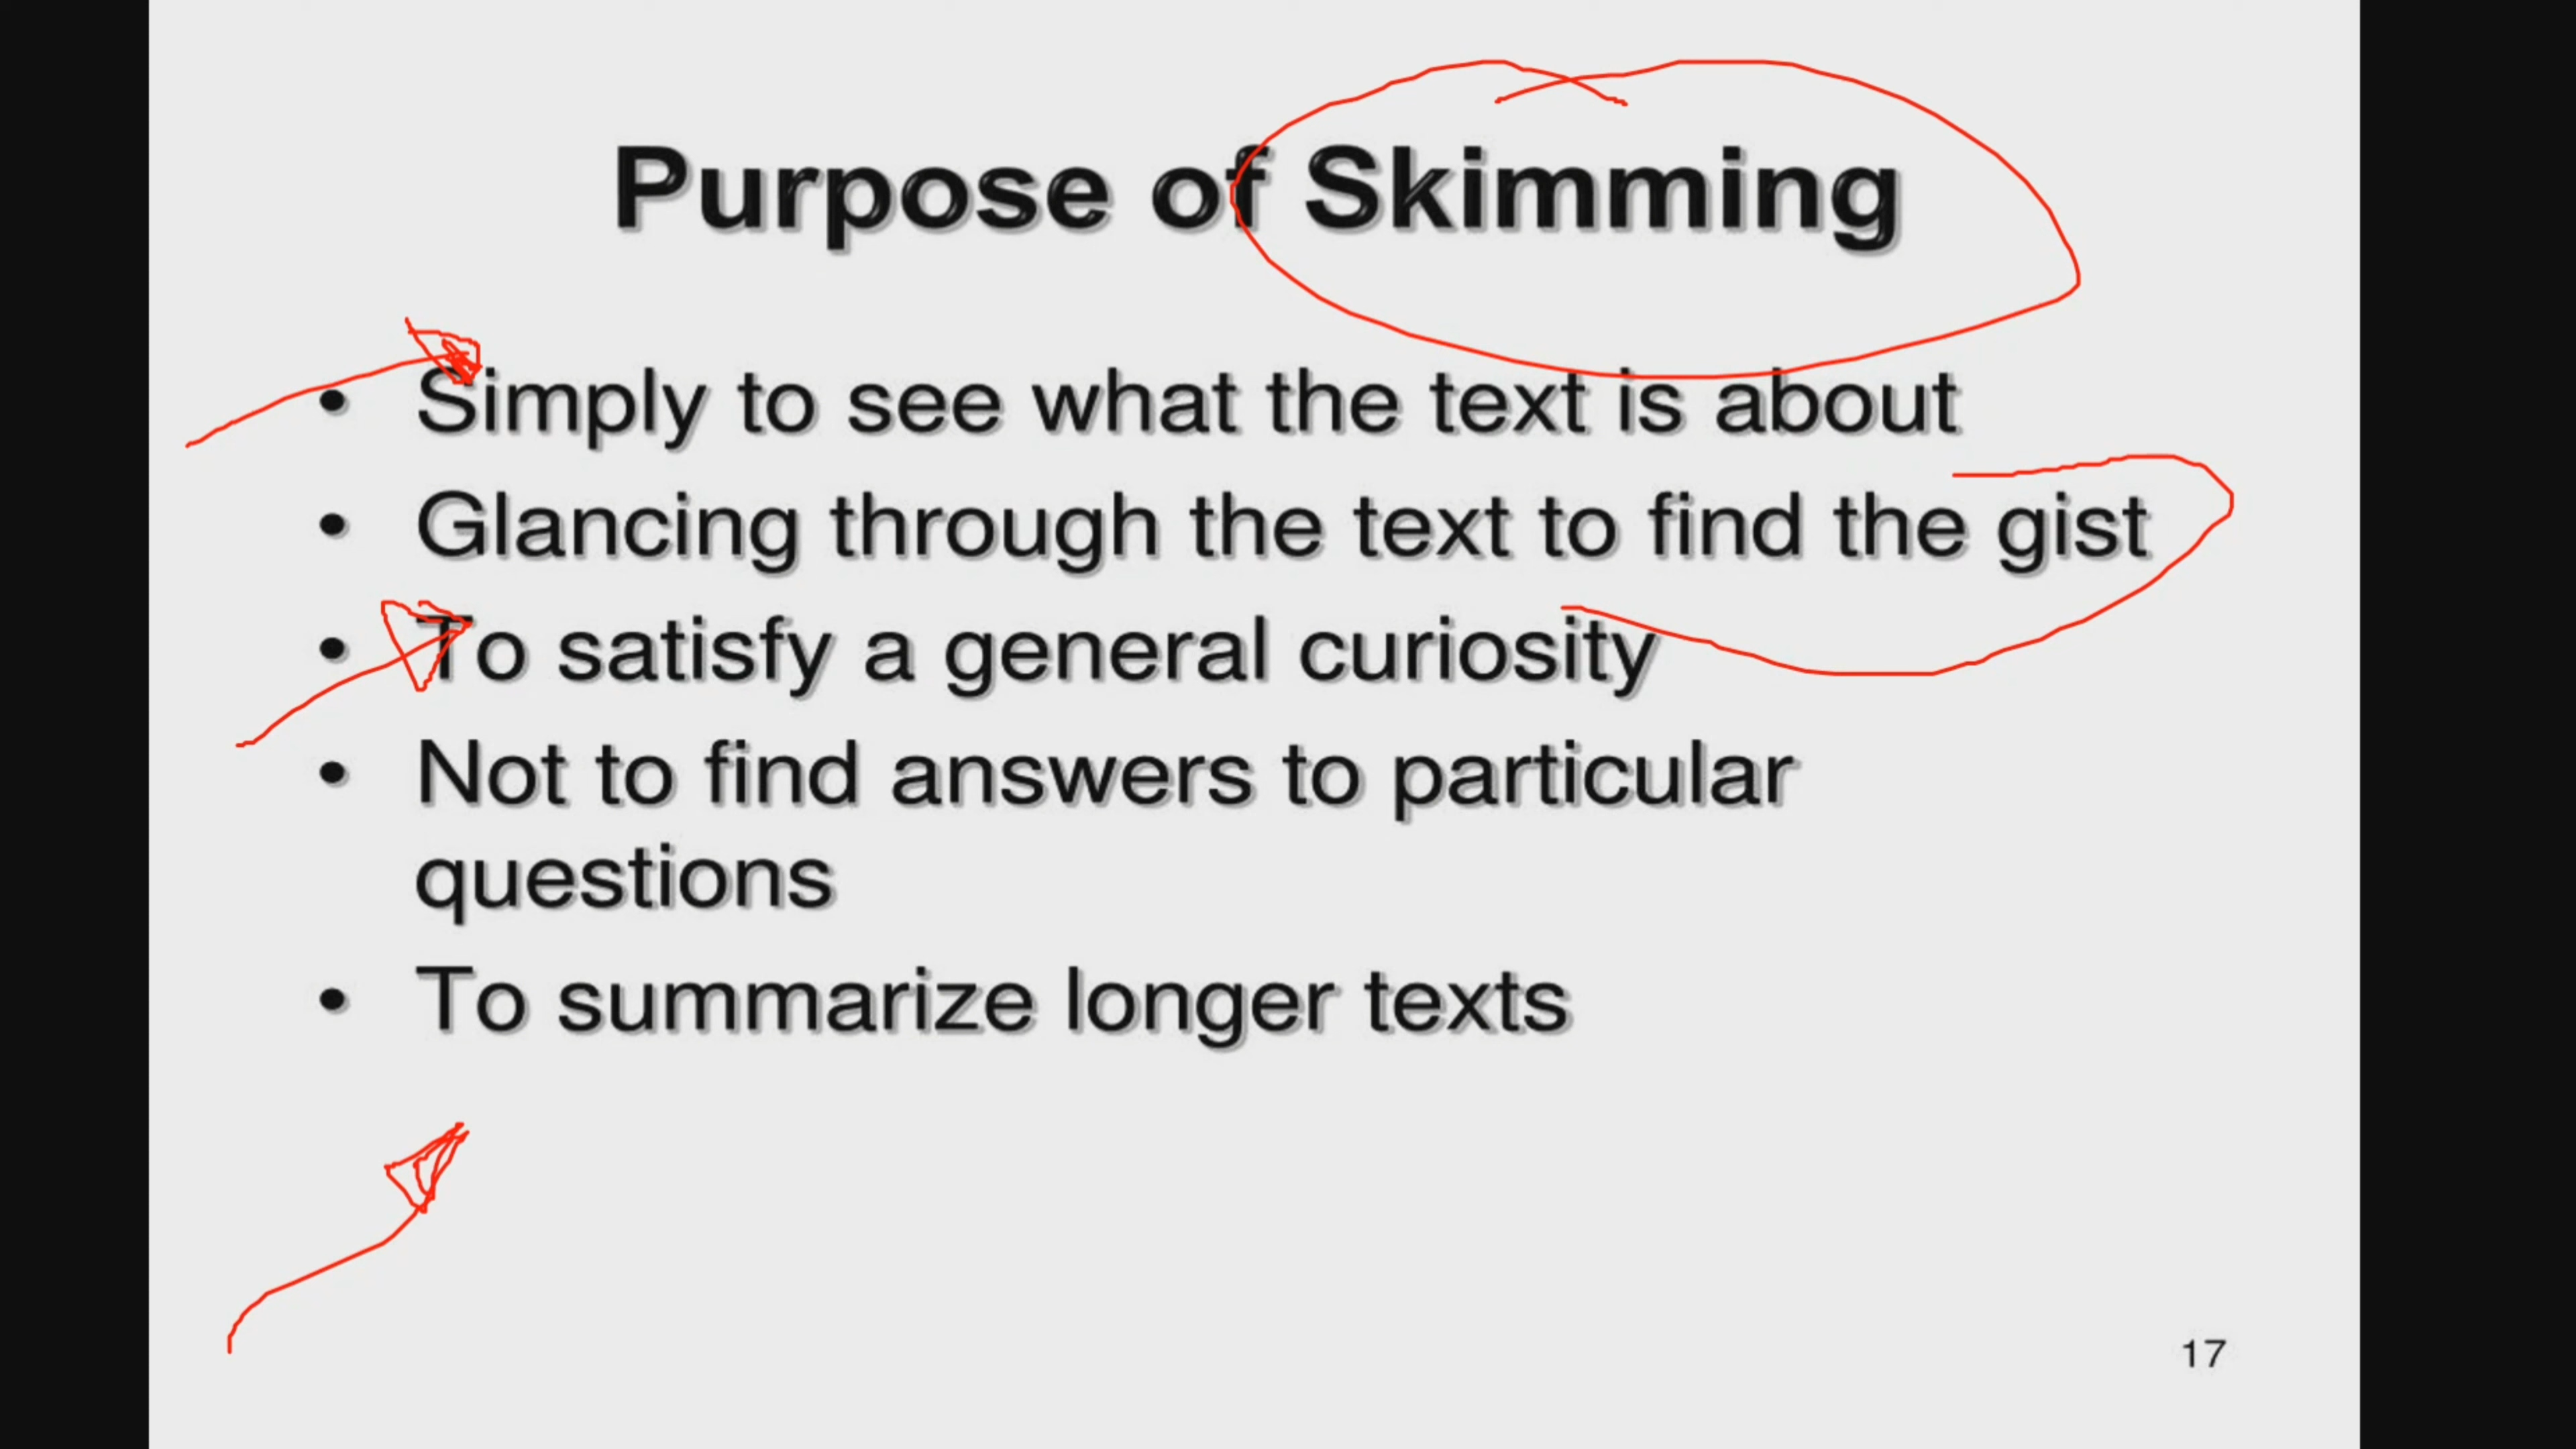 Purpose of Skimming
• Simply to see what the text is about
• Glancing through the text to find the gist
• To satisfy a general curiosity
• Not to find answers to particular
questions
• To summarize longer texts
17